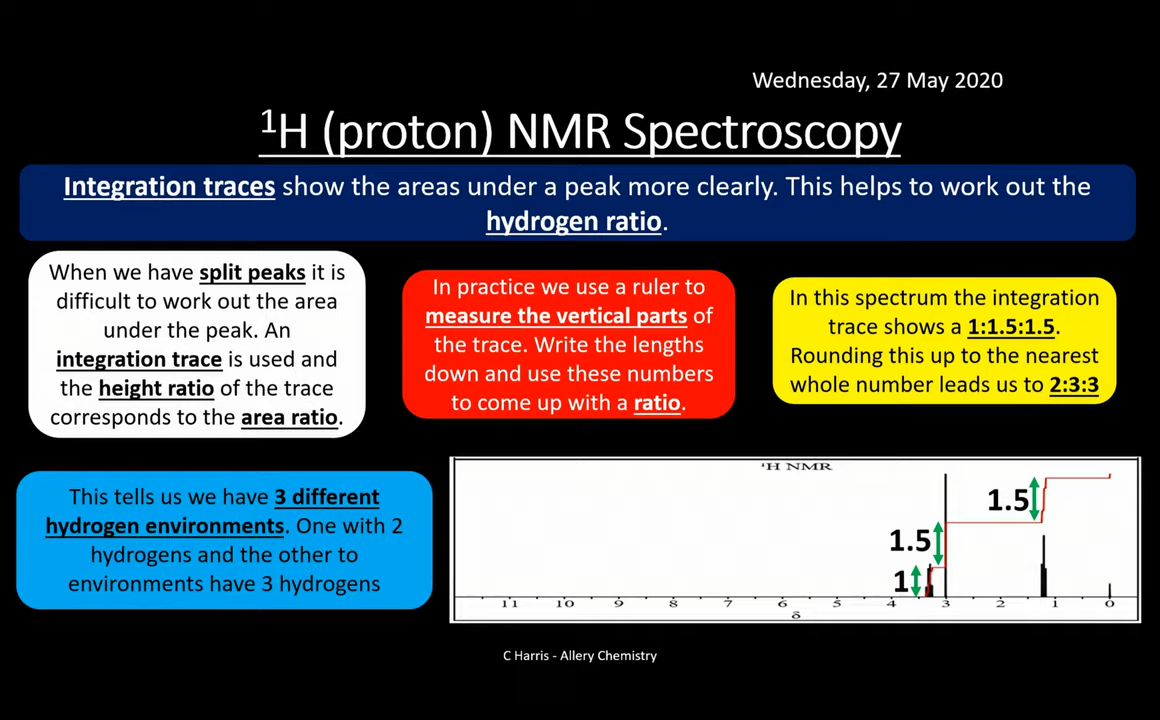 Wednesday, 27 May 2020
¹H (proton) NMR Spectroscopy
Integration traces show the areas under a peak more clearly. This helps to work out the
hydrogen ratio.
When we have split peaks it is
difficult to work out the area
under the peak. An
integration trace is used and
the height ratio of the trace
corresponds to the area ratio.
In practice we use a ruler to
measure the vertical parts of
the trace. Write the lengths
down and use these numbers
to come up with a ratio.
In this spectrum the integration
trace shows a 1:1.5:1.5.
Rounding this up to the nearest
whole number leads us to 2:3:3
This tells us we have 3 different
hydrogen environments. One with 2
hydrogens and the other to
environments have 3 hydrogens
¹H NMR
1.5
1.5
1
11 10 9 8 7 6 5 4 3 2 1 0
δ
C Harris - Allery Chemistry